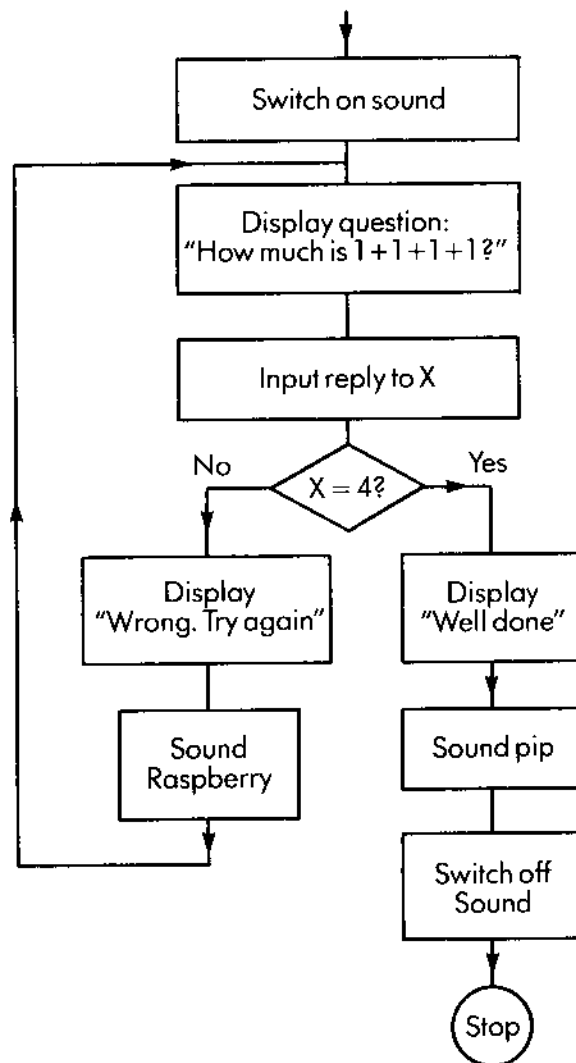 Switch on sound
Display question:
“How much is 1+1+1+1?”
Input reply to X
No
Yes
X = 4?
Display
“Wrong. Try again”
Display
“Well done”
Sound
Raspberry
Sound pip
Switch off
Sound
Stop